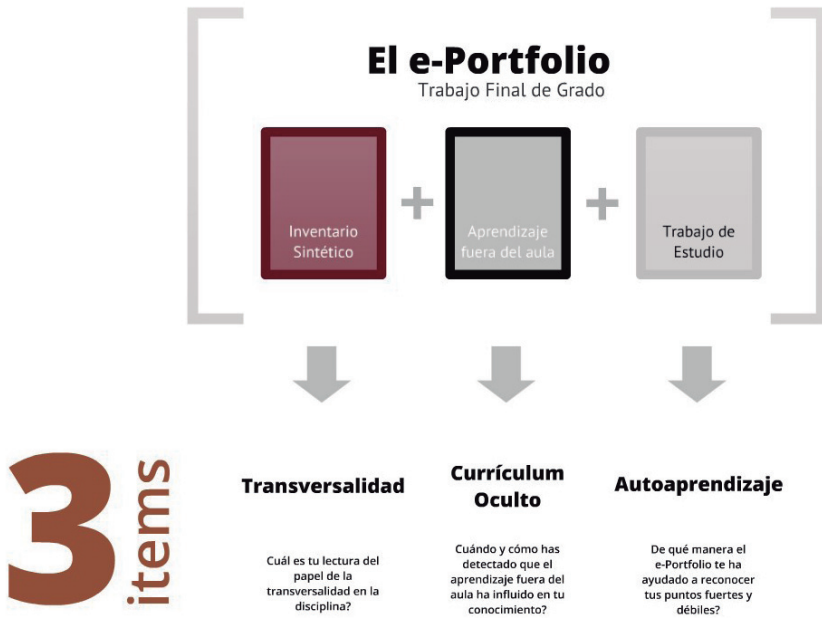 El e-Portfolio
Trabajo Final de Grado
Inventario
Sintético
+
Aprendizaje
fuera del aula
+
Trabajo de
Estudio
3
items
Transversalidad
Cuál es tu lectura del
papel de la
transversalidad en la
disciplina?
Currículum
Oculto
Cuándo y cómo has
detectado que el
aprendizaje fuera del
aula ha influido en tu
conocimiento?
Autoaprendizaje
De qué manera el
e-Portfolio te ha
ayudado a reconocer
tus puntos fuertes y
débiles?